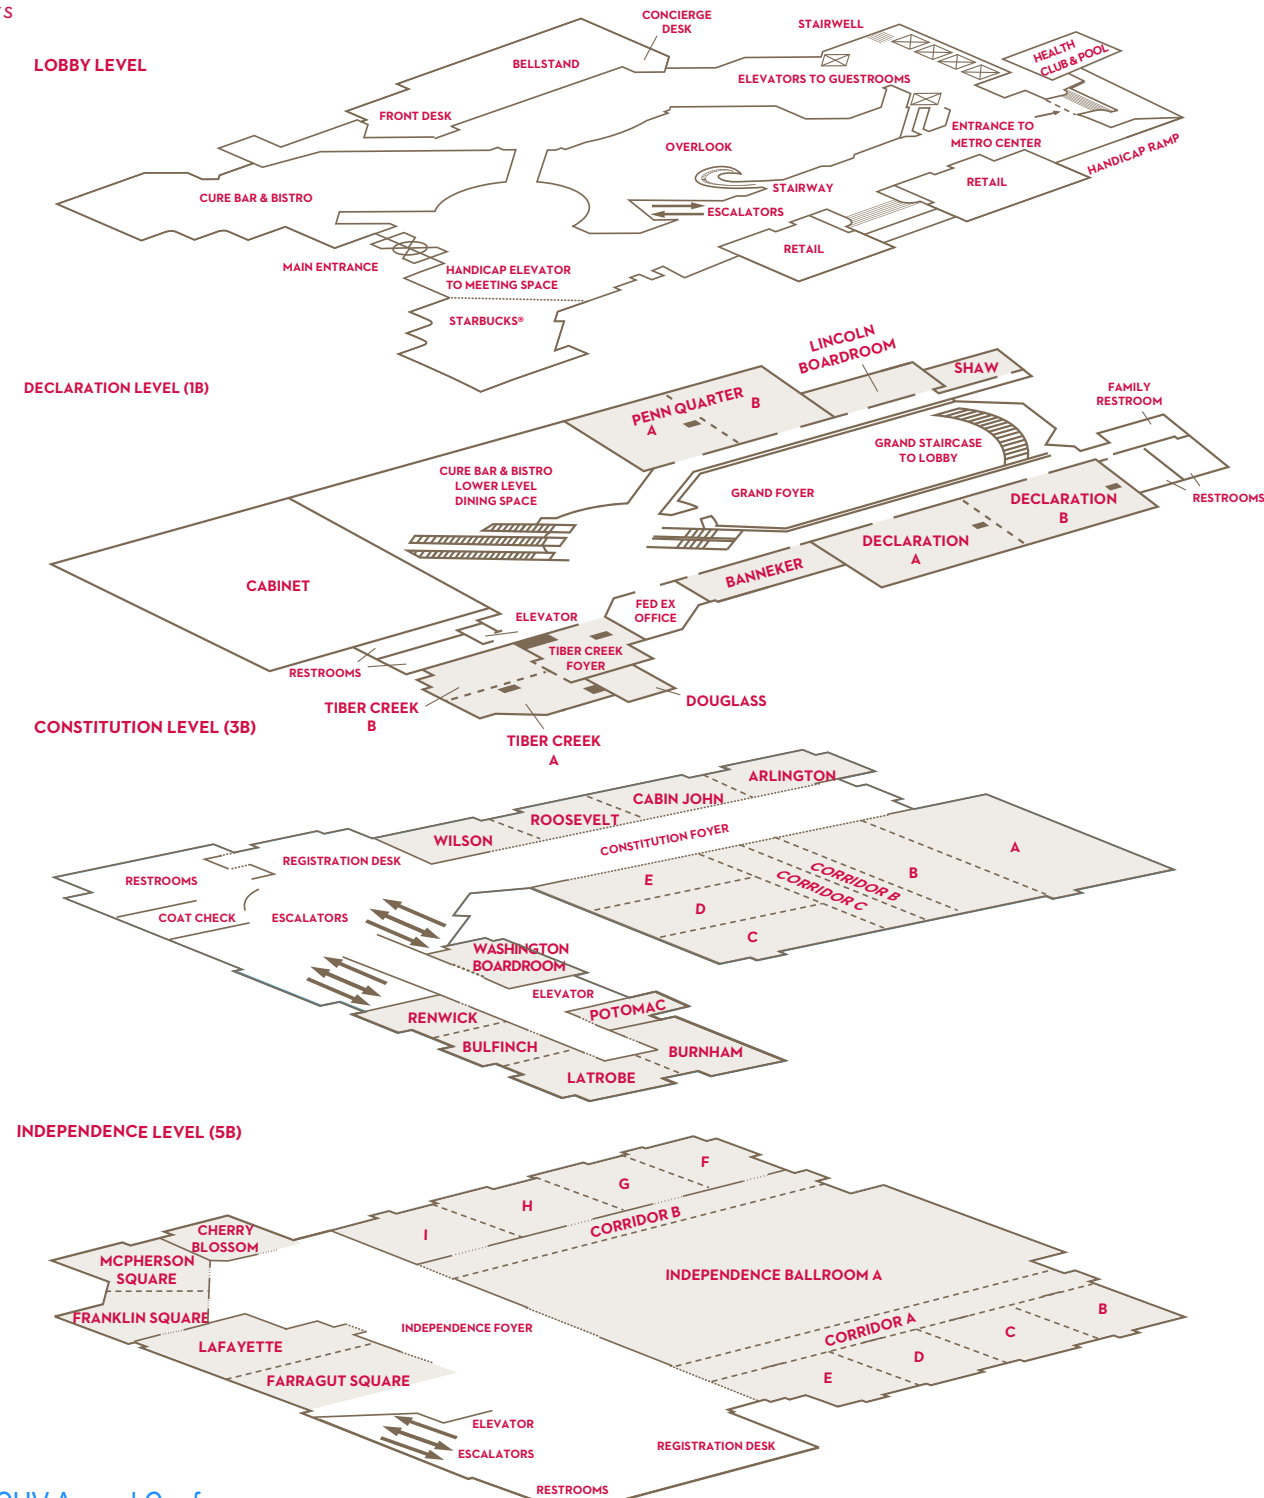 LOBBY LEVEL
CONCIERGE
DESK
STAIRWELL
HEALTH
CLUB & POOL
BELLSTAND
ELEVATORS TO GUESTROOMS
FRONT DESK
ENTRANCE TO
METRO CENTER
OVERLOOK
HANDICAP RAMP
RETAIL
STAIRWAY
CURE BAR & BISTRO
ESCALATORS
RETAIL
MAIN ENTRANCE
HANDICAP ELEVATOR
TO MEETING SPACE
STARBUCKS®
DECLARATION LEVEL (1B)
LINCOLN
BOARDROOM
SHAW
FAMILY
RESTROOM
PENN QUARTER
A
B
GRAND STAIRCASE
TO LOBBY
CURE BAR & BISTRO
LOWER LEVEL
DINING SPACE
GRAND FOYER
RESTROOMS
DECLARATION
B
DECLARATION
A
BANNEKER
CABINET
FED EX
OFFICE
ELEVATOR
TIBER CREEK
FOYER
RESTROOMS
DOUGLASS
TIBER CREEK
B
TIBER CREEK
A
CONSTITUTION LEVEL (3B)
ARLINGTON
CABIN JOHN
ROOSEVELT
WILSON
CONSTITUTION FOYER
REGISTRATION DESK
RESTROOMS
A
B
CORRIDOR B
CORRIDOR C
E
D
C
COAT CHECK
ESCALATORS
WASHINGTON
BOARDROOM
ELEVATOR
POTOMAC
RENWICK
BULFINCH
BURNHAM
LATROBE
INDEPENDENCE LEVEL (5B)
F
G
H
I
CORRIDOR B
CHERRY
BLOSSOM
MCPHERSON
SQUARE
INDEPENDENCE BALLROOM A
FRANKLIN SQUARE
INDEPENDENCE FOYER
CORRIDOR A
B
C
D
E
LAFAYETTE
FARRAGUT SQUARE
ELEVATOR
ESCALATORS
REGISTRATION DESK
RESTROOMS